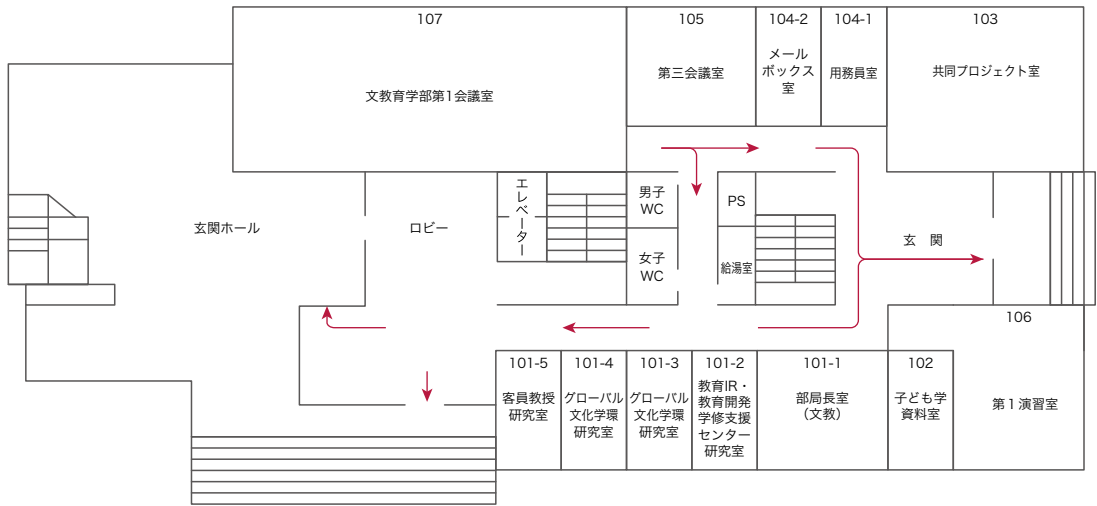 107
文教育学部第1会議室
105
第三会議室
104-2
メール
ボックス
室
104-1
用務員室
103
共同プロジェクト室
玄関ホール
ロビー
エレベーター
男子
WC
女子
WC
PS
給湯室
玄　関
101-5
客員教授
研究室
101-4
グローバル
文化学環
研究室
101-3
グローバル
文化学環
研究室
101-2
教育IR・
教育開発
学修支援
センター
研究室
101-1
部局長室
（文教）
102
子ども学
資料室
106
第１演習室